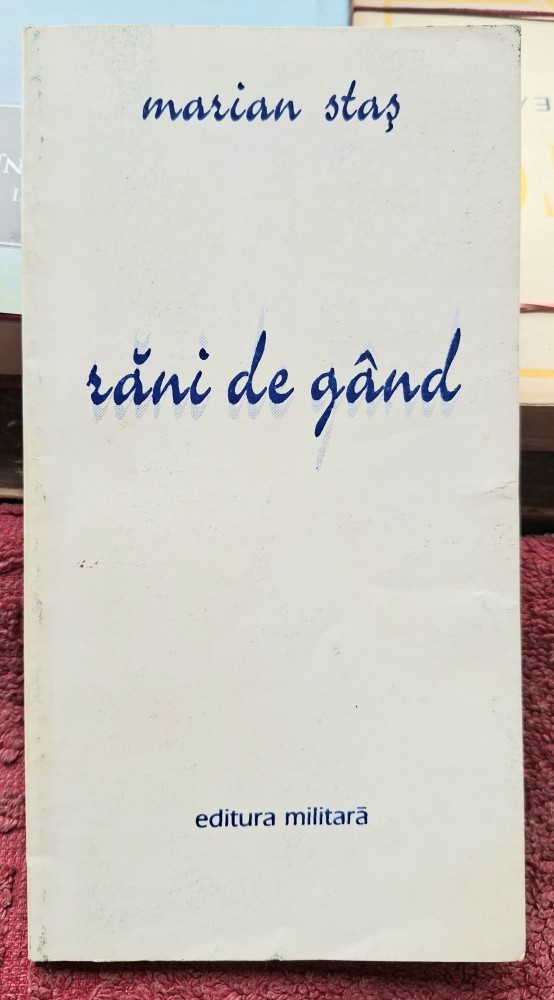 marian staş
răni de gând
editura militară